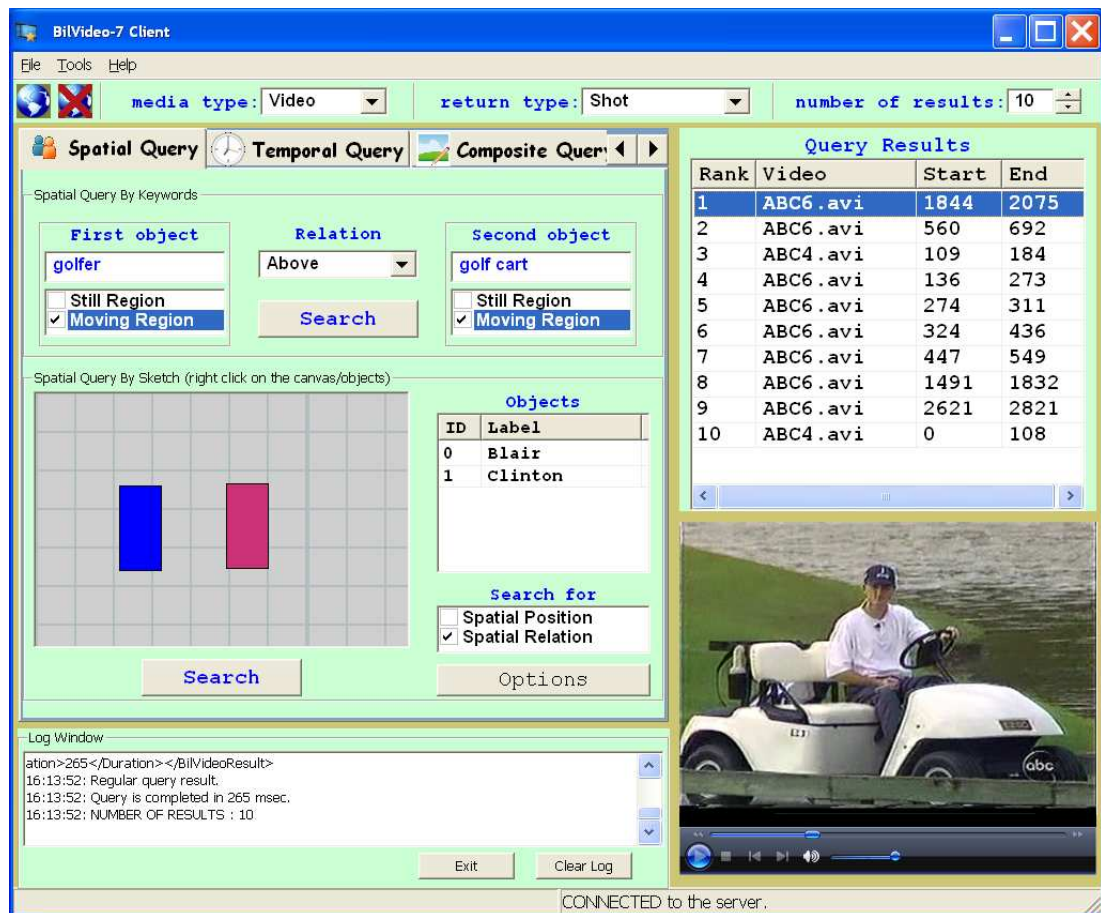 BilVideo-7 Client
File Tools Help
media type: Video return type: Shot number of results: 10
Spatial Query Temporal Query Composite Quer
Spatial Query By Keywords
First object Relation Second object
golfer Above golf cart
Still Region Still Region
Moving Region Search Moving Region
Spatial Query By Sketch (right click on the canvas/objects)
Objects
ID Label
0 Blair
1 Clinton
Search for
Spatial Position
Spatial Relation
Search Options
Log Window
ation>265</Duration></BilVideoResult>
16:13:52: Regular query result.
16:13:52: Query is completed in 265 msec.
16:13:52: NUMBER OF RESULTS : 10
Exit Clear Log
Query Results
Rank Video Start End
1 ABC6.avi 1844 2075
2 ABC6.avi 560 692
3 ABC4.avi 109 184
4 ABC6.avi 136 273
5 ABC6.avi 274 311
6 ABC6.avi 324 436
7 ABC6.avi 447 549
8 ABC6.avi 1491 1832
9 ABC6.avi 2621 2821
10 ABC4.avi 0 108
abc
CONNECTED to the server.